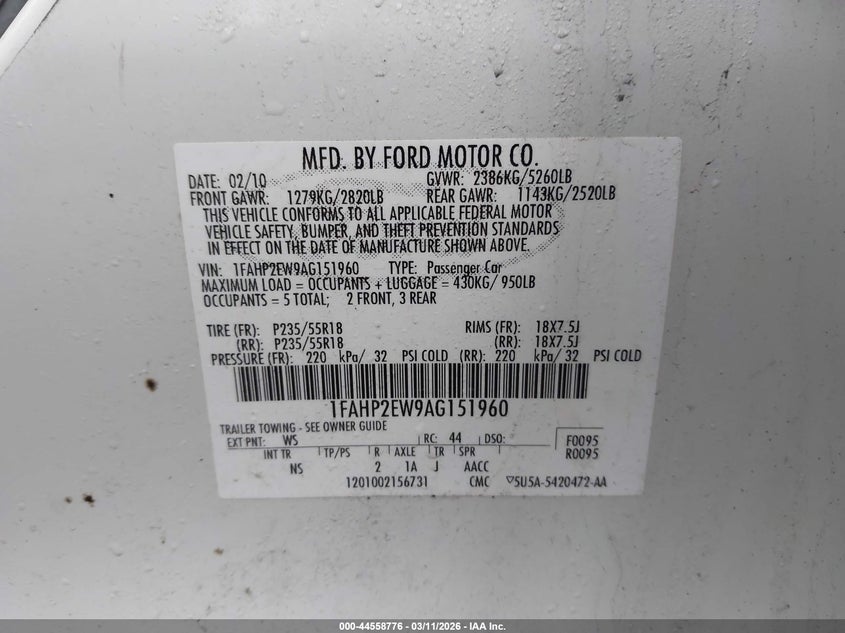 MFD. BY FORD MOTOR CO.
DATE: 02/10 GVWR: 2386KG/5260LB
FRONT GAWR: 1279KG/2820LB REAR GAWR: 1143KG/2520LB
THIS VEHICLE CONFORMS TO ALL APPLICABLE FEDERAL MOTOR
VEHICLE SAFETY, BUMPER, AND THEFT PREVENTION STANDARDS
IN EFFECT ON THE DATE OF MANUFACTURE SHOWN ABOVE.
VIN: 1FAHP2EW9AG151960 TYPE: Passenger Car
MAXIMUM LOAD = OCCUPANTS + LUGGAGE = 430KG/ 950LB
OCCUPANTS = 5 TOTAL; 2 FRONT, 3 REAR
TIRE (FR): P235/55R18 RIMS (FR): 18X7.5J
(RR): P235/55R18 (RR): 18X7.5J
PRESSURE (FR): 220 kPa/ 32 PSI COLD (RR): 220 kPa/ 32 PSI COLD
1FAHP2EW9AG151960
TRAILER TOWING - SEE OWNER GUIDE
EXT PNT: WS RC: 44 DSO: F0095
INT TR TP/PS R AXLE TR SPR R0095
NS 2 1A J AACC
1201002156731 CMC ▽5U5A-5420472-AA
000-44558776 - 03/11/2026 - IAA Inc.